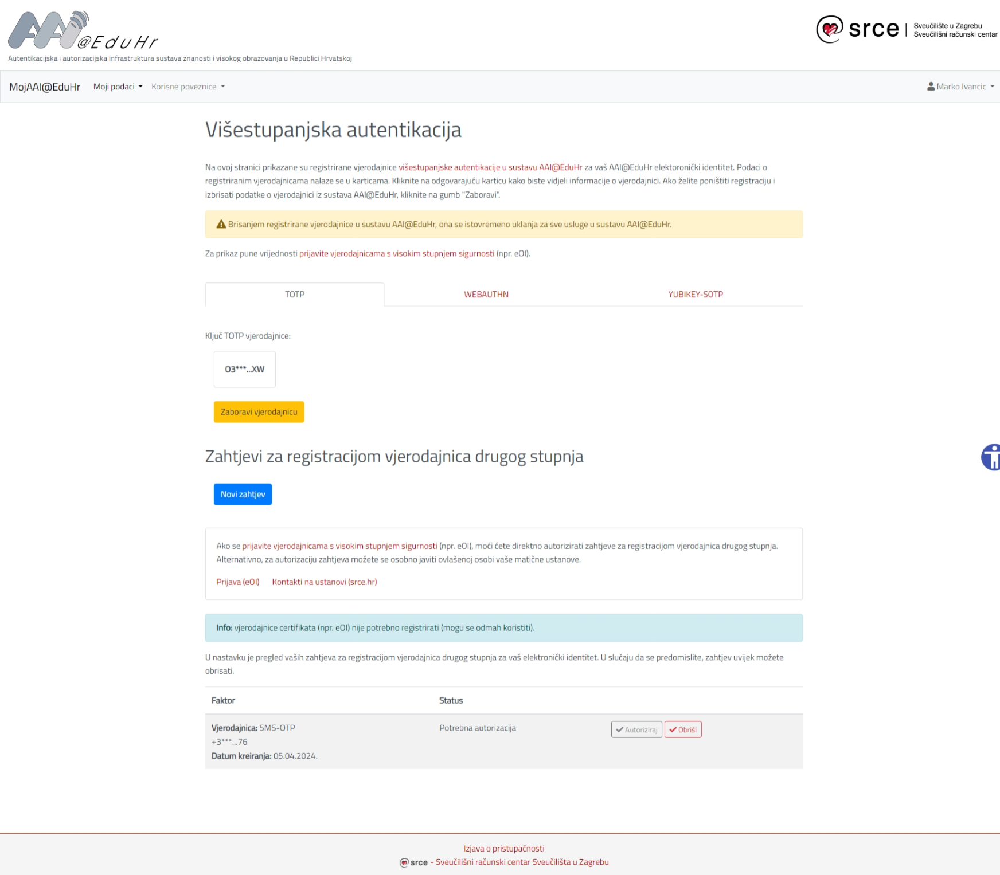 AAI
@EduHr
srce | Sveučilište u Zagrebu
Sveučilišni računski centar
Autentikacijska i autorizacijska infrastruktura sustava znanosti i visokog obrazovanja u Republici Hrvatskoj
MojAAI@EduHr Moji podaci Korisne poveznice Marko Ivancic
Višestupanjska autentikacija
Na ovoj stranici prikazane su registrirane vjerodajnice višestupanjske autentikacije u sustavu AAI@EduHr za vaš AAI@EduHr elektoronički identitet. Podaci o
registriranim vjerodajnicama nalaze se u karticama. Kliknite na odgovarajuću karticu kako biste vidjeli informacije o vjerodajnici. Ako želite poništiti registraciju i
izbrisati podatke o vjerodajnici iz sustava AAI@EduHr, kliknite na gumb "Zaboravi".
Brisanjem registrirane vjerodajnice u sustavu AAI@EduHr, ona se istovremeno uklanja za sve usluge u sustavu AAI@EduHr.
Za prikaz pune vrijednosti prijavite vjerodajnicama s visokim stupnjem sigurnosti (npr. eOI).
TOTP WEBAUTHN YUBIKEY-SOTP
Ključ TOTP vjerodajnice:
O3***...XW
Zaboravi vjerodajnicu
Zahtjevi za registracijom vjerodajnica drugog stupnja
Novi zahtjev
Ako se prijavite vjerodajnicama s visokim stupnjem sigurnosti (npr. eOI), moći ćete direktno autorizirati zahtjeve za registracijom vjerodajnica drugog stupnja.
Alternativno, za autorizaciju zahtjeva možete se osobno javiti ovlašenoj osobi vaše matične ustanove.
Prijava (eOI) Kontakti na ustanovi (srce.hr)
Info: vjerodajnice certifikata (npr. eOI) nije potrebno registrirati (mogu se odmah koristiti).
U nastavku je pregled vaših zahtjeva za registracijom vjerodajnica drugog stupnja za vaš elektronički identitet. U slučaju da se predomislite, zahtjev uvijek možete
obrisati.
Faktor Status
Vjerodajnica: SMS-OTP Potrebna autorizacija Autoriziraj Obriši
+3***...76
Datum kreiranja: 05.04.2024.
Izjava o pristupačnosti
srce - Sveučilišni računski centar Sveučilišta u Zagrebu